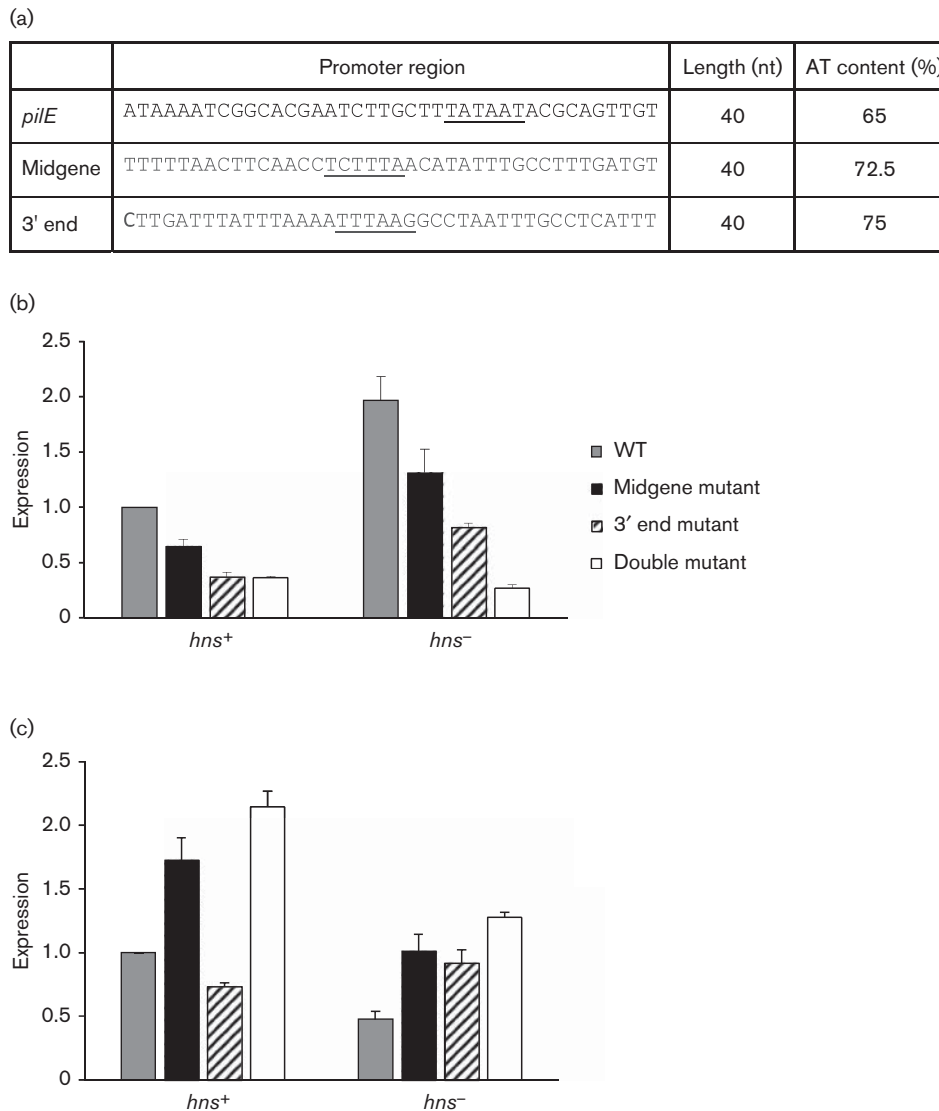 (a)
Promoter region Length (nt) AT content (%)
pilE ATAAAATCGGCACGAATCTTGCTTTATAATACGCAGTTGT 40 65
Midgene TTTTTAACTTCAACCTCTTTAACATATTTGCCTTTGATGT 40 72.5
3' end CTTGATTTATTTAAAATTTAAGGCCTAATTTGCCTCATTT 40 75
(b)
2.5
2.0
1.5
1.0
0.5
0
Expression
hns+ hns–
WT
Midgene mutant
3′ end mutant
Double mutant
(c)
2.5
2.0
1.5
1.0
0.5
0
Expression
hns+ hns–